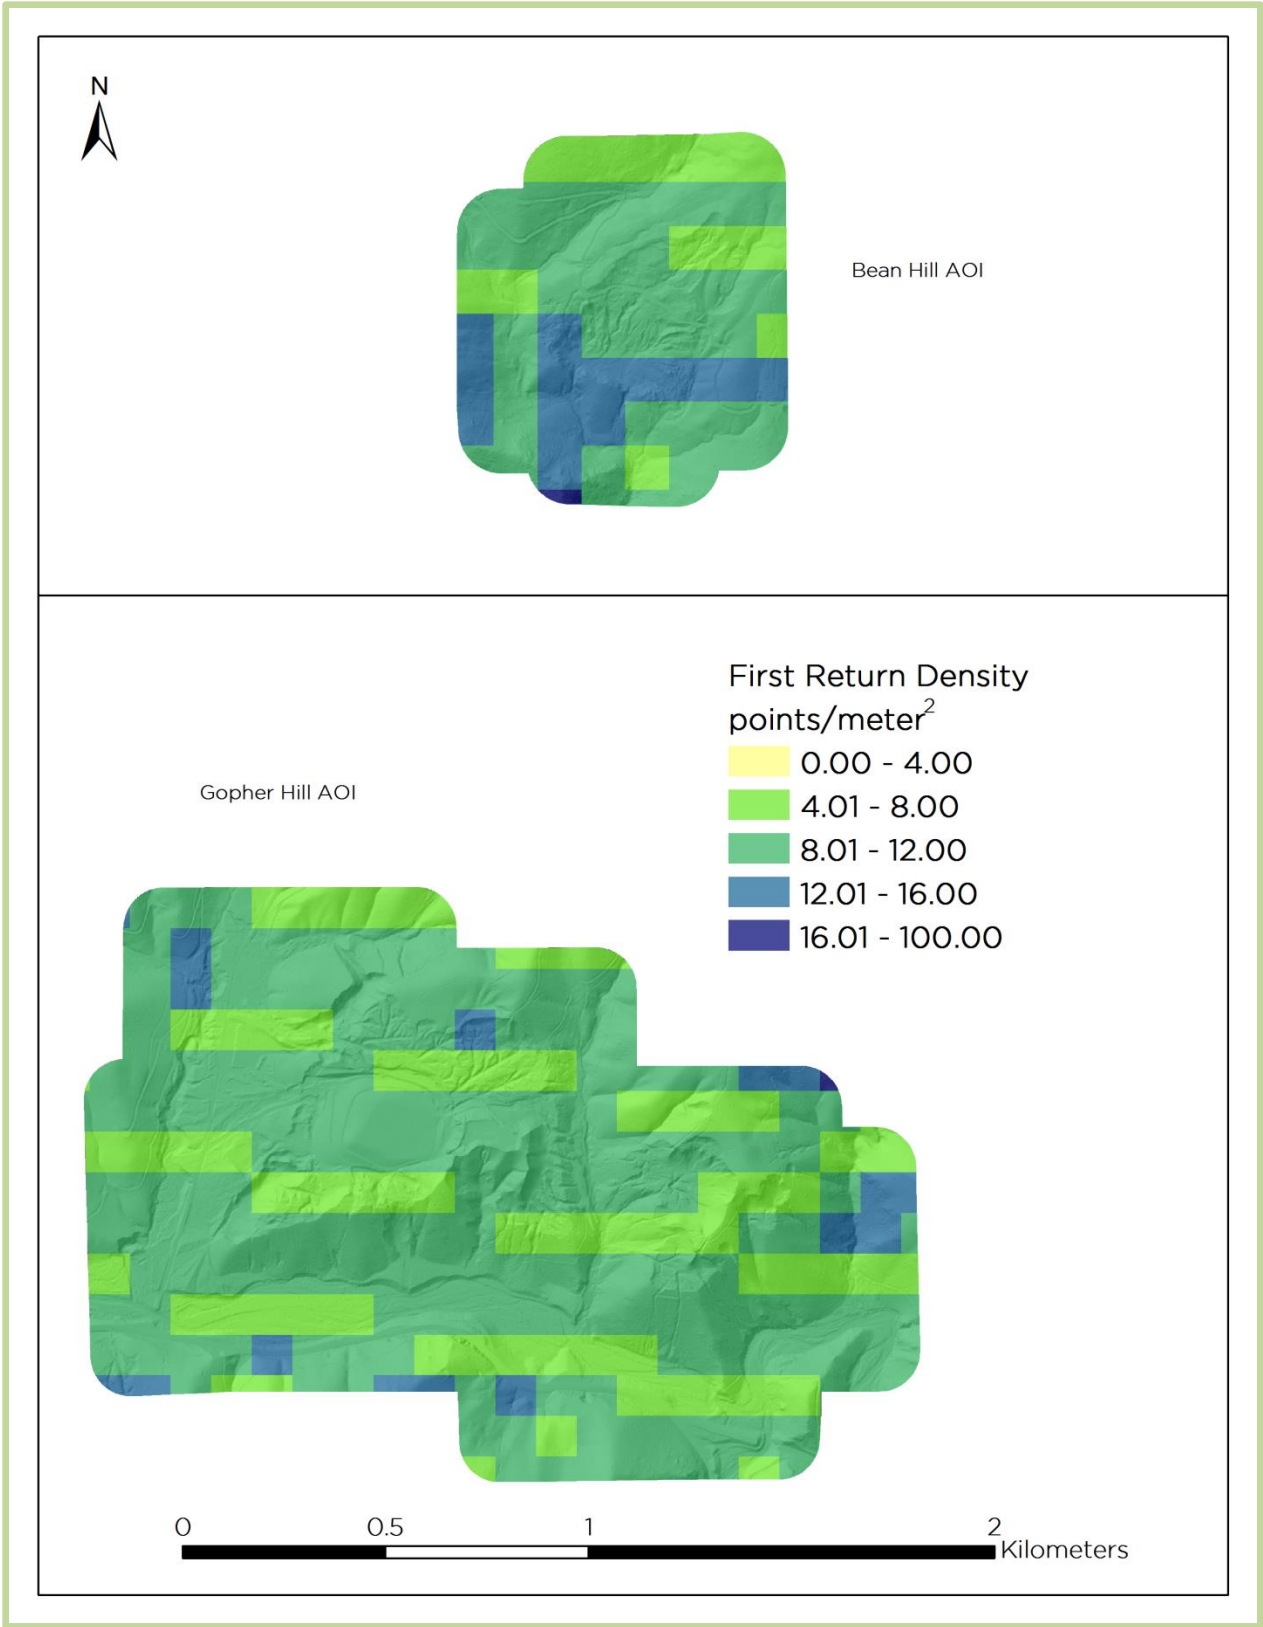 N
Bean Hill AOI
First Return Density
points/meter²
0.00 - 4.00
4.01 - 8.00
8.01 - 12.00
12.01 - 16.00
16.01 - 100.00
Gopher Hill AOI
0 0.5 1 2
Kilometers